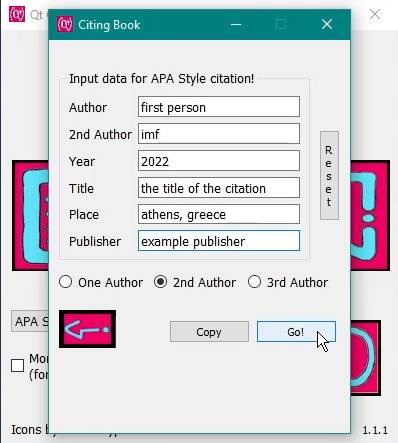 Qt
Citing Book
Input data for APA Style citation!
Author first person
2nd Author imf
Year 2022
Title the title of the citation
Place athens, greece
Publisher example publisher
Reset
One Author 2nd Author 3rd Author
APA S
Copy Go!
(for
Icons b
1.1.1